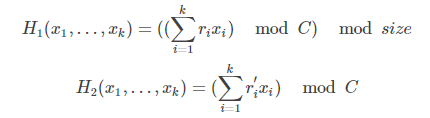 H₁(x₁, . . . , xₖ) = ((∑ᵢ₌₁ᵏ rᵢxᵢ) mod C) mod size
H₂(x₁, . . . , xₖ) = (∑ᵢ₌₁ᵏ r′ᵢxᵢ) mod C